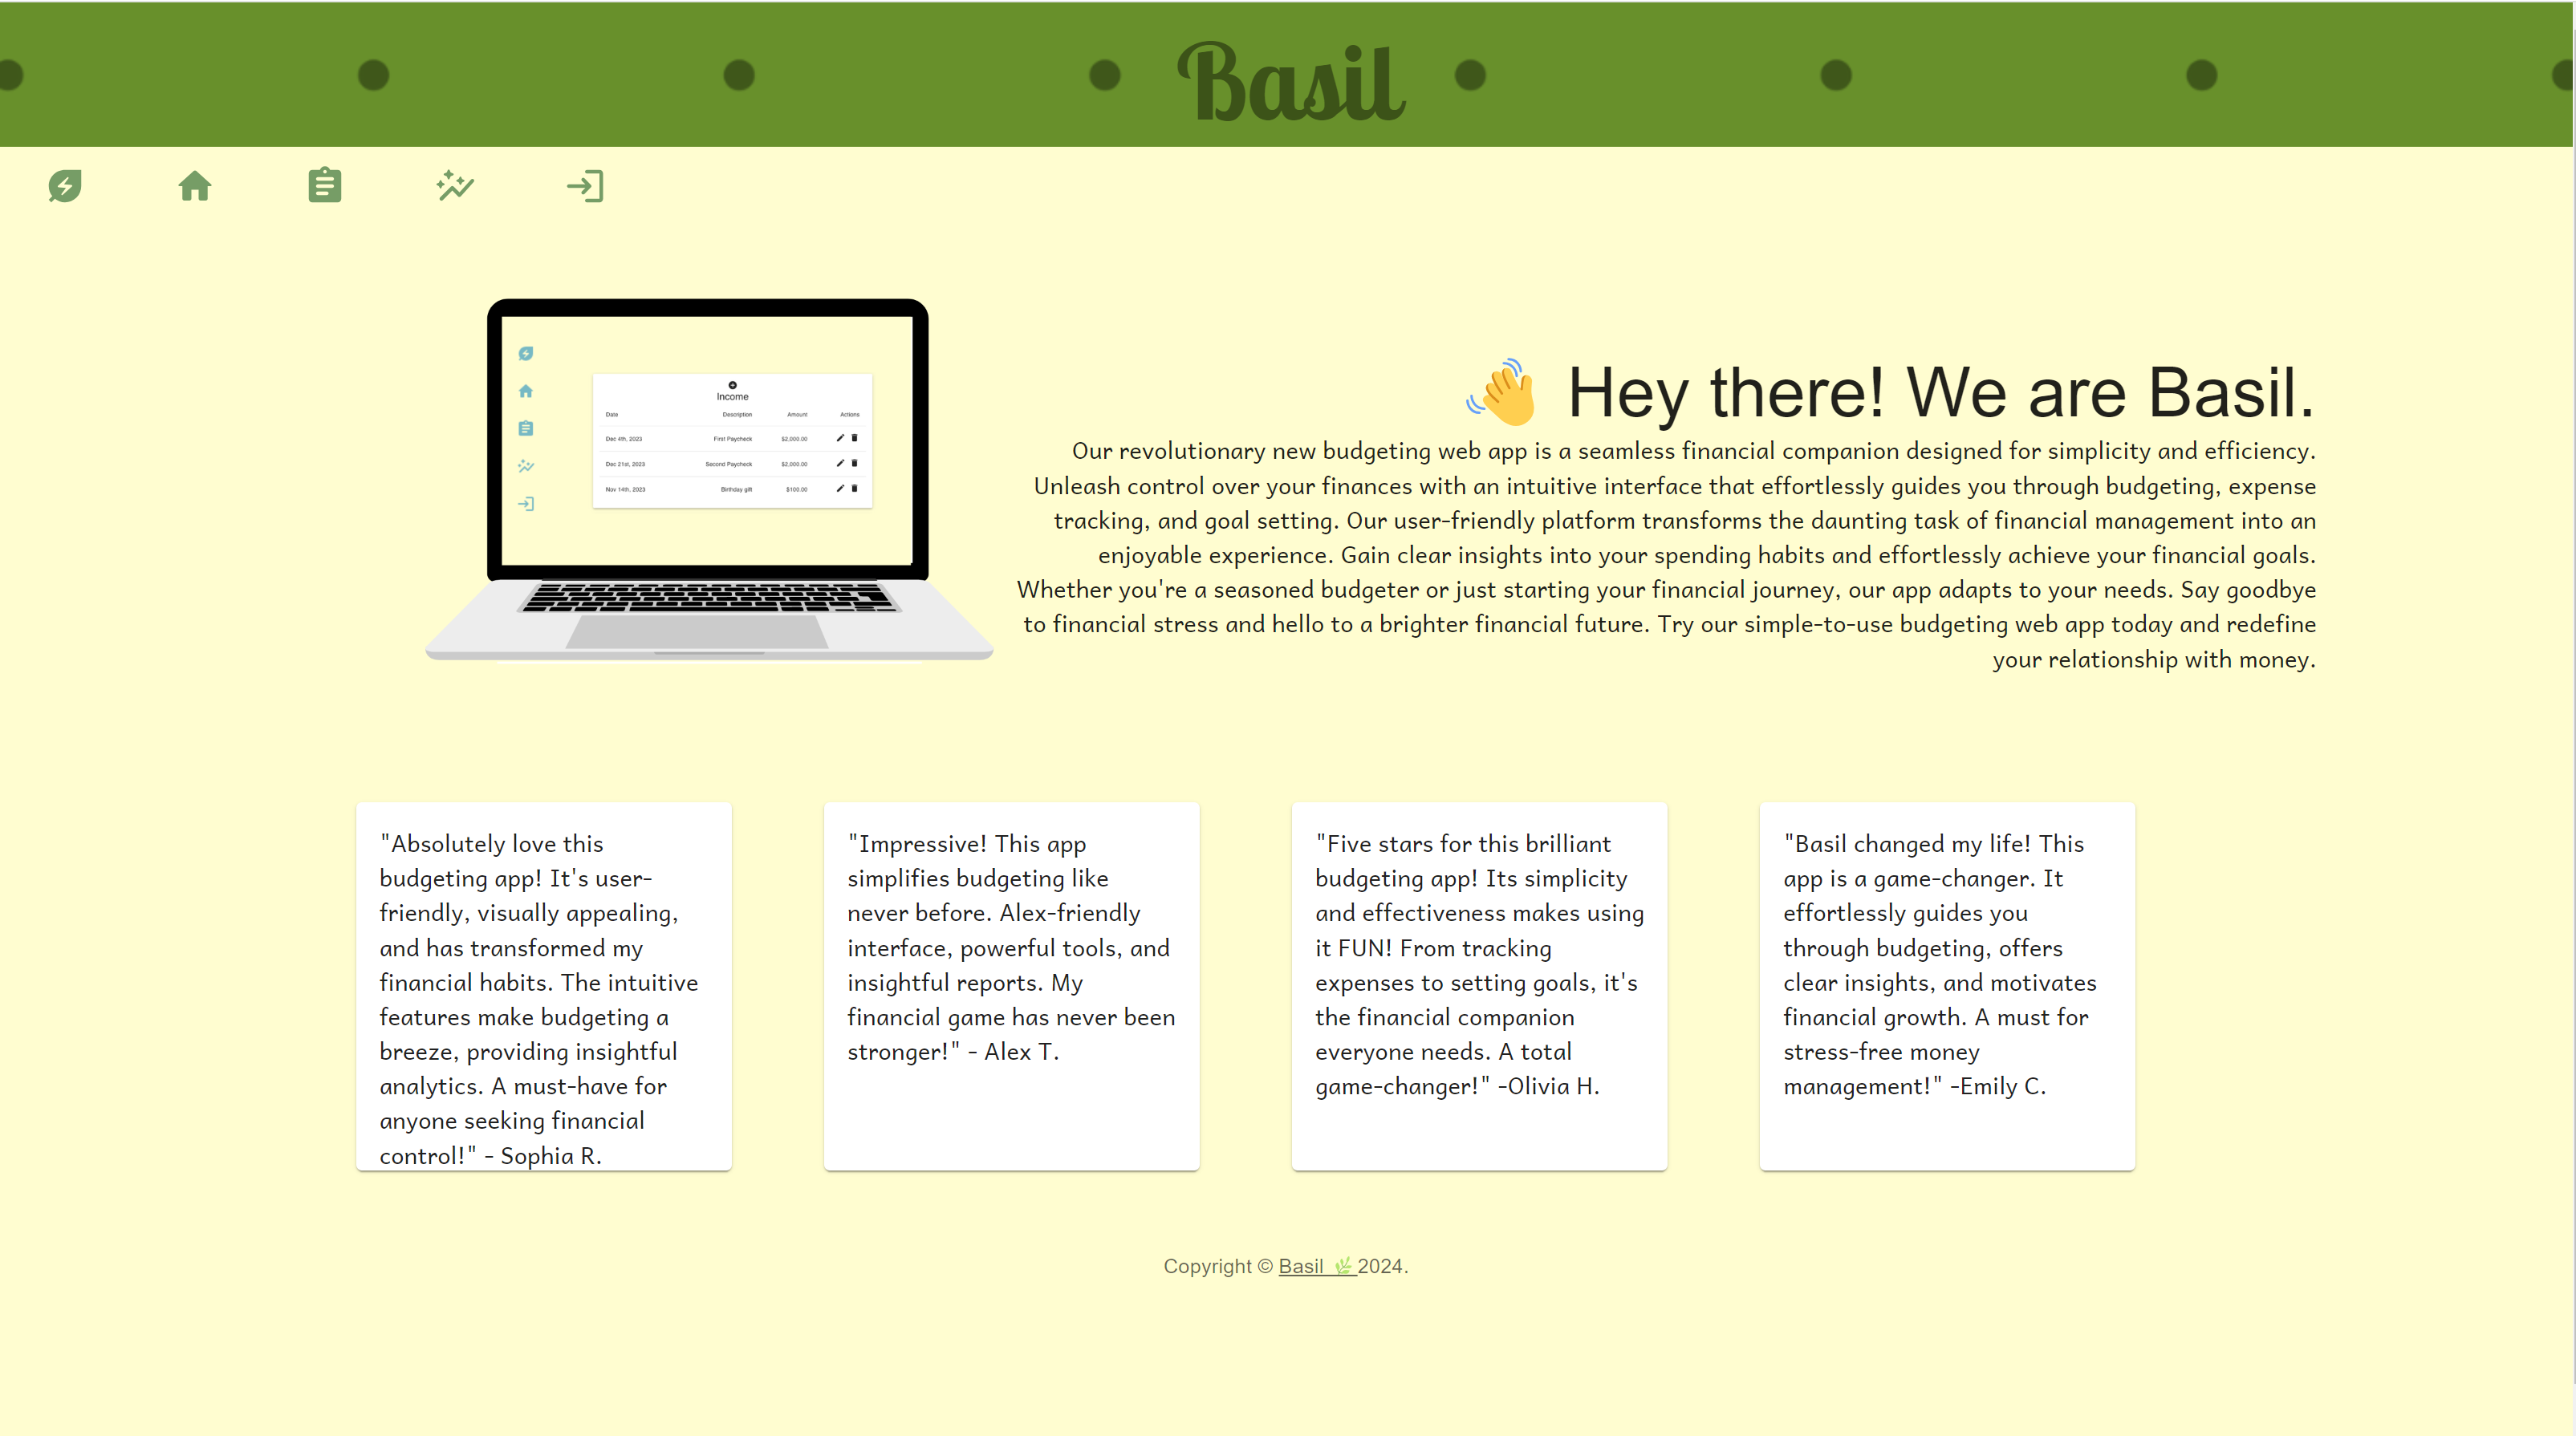 Basil
Income
Date Description Amount Actions
Dec 4th, 2023 First Paycheck $2,000.00
Dec 21st, 2023 Second Paycheck $2,000.00
Nov 14th, 2023 Birthday gift $100.00
👋 Hey there! We are Basil.
Our revolutionary new budgeting web app is a seamless financial companion designed for simplicity and efficiency.
Unleash control over your finances with an intuitive interface that effortlessly guides you through budgeting, expense
tracking, and goal setting. Our user-friendly platform transforms the daunting task of financial management into an
enjoyable experience. Gain clear insights into your spending habits and effortlessly achieve your financial goals.
Whether you're a seasoned budgeter or just starting your financial journey, our app adapts to your needs. Say goodbye
to financial stress and hello to a brighter financial future. Try our simple-to-use budgeting web app today and redefine
your relationship with money.
"Absolutely love this
budgeting app! It's user-
friendly, visually appealing,
and has transformed my
financial habits. The intuitive
features make budgeting a
breeze, providing insightful
analytics. A must-have for
anyone seeking financial
control!" - Sophia R.
"Impressive! This app
simplifies budgeting like
never before. Alex-friendly
interface, powerful tools, and
insightful reports. My
financial game has never been
stronger!" - Alex T.
"Five stars for this brilliant
budgeting app! Its simplicity
and effectiveness makes using
it FUN! From tracking
expenses to setting goals, it's
the financial companion
everyone needs. A total
game-changer!" -Olivia H.
"Basil changed my life! This
app is a game-changer. It
effortlessly guides you
through budgeting, offers
clear insights, and motivates
financial growth. A must for
stress-free money
management!" -Emily C.
Copyright © Basil 🌿 2024.